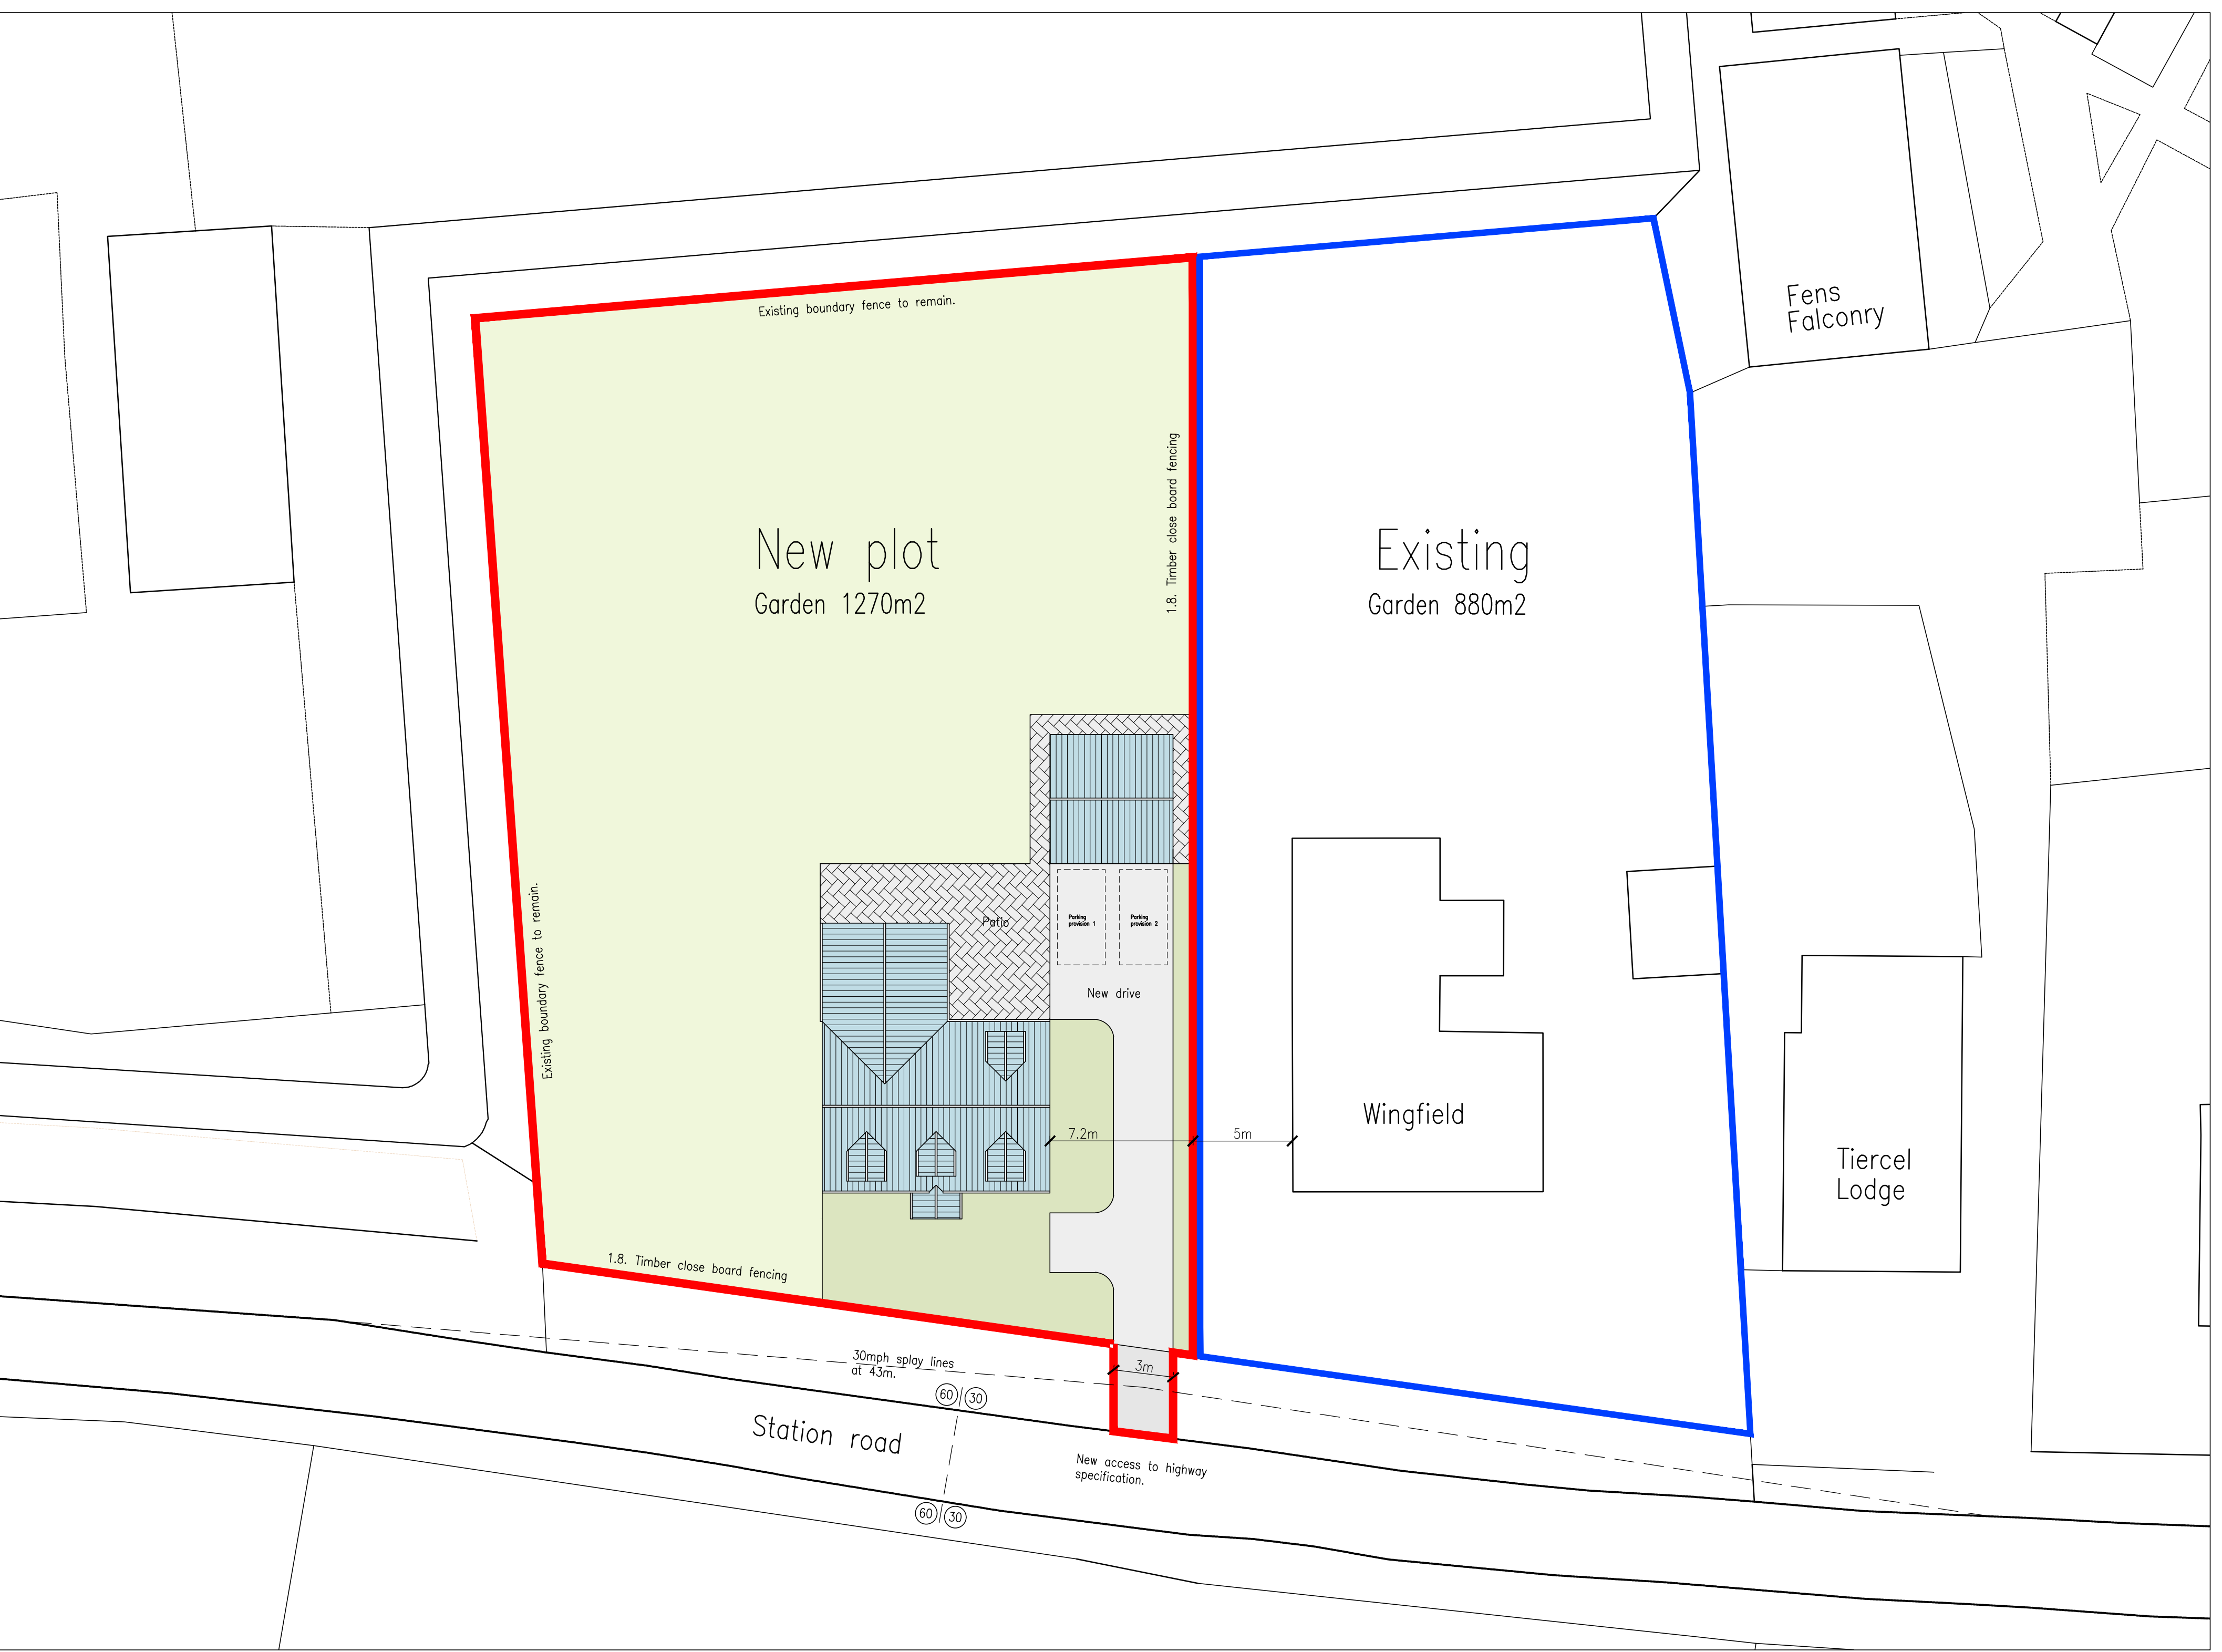 Fens
Falconry
Existing boundary fence to remain.
1.8. Timber close board fencing
New plot
Garden 1270m2
Existing
Garden 880m2
Existing boundary fence to remain.
Patio
Parking
provision 1
Parking
provision 2
New drive
7.2m
5m
Wingfield
Tiercel
Lodge
1.8. Timber close board fencing
30mph splay lines
at 43m.
3m
60
30
Station road
New access to highway
specification.
60
30